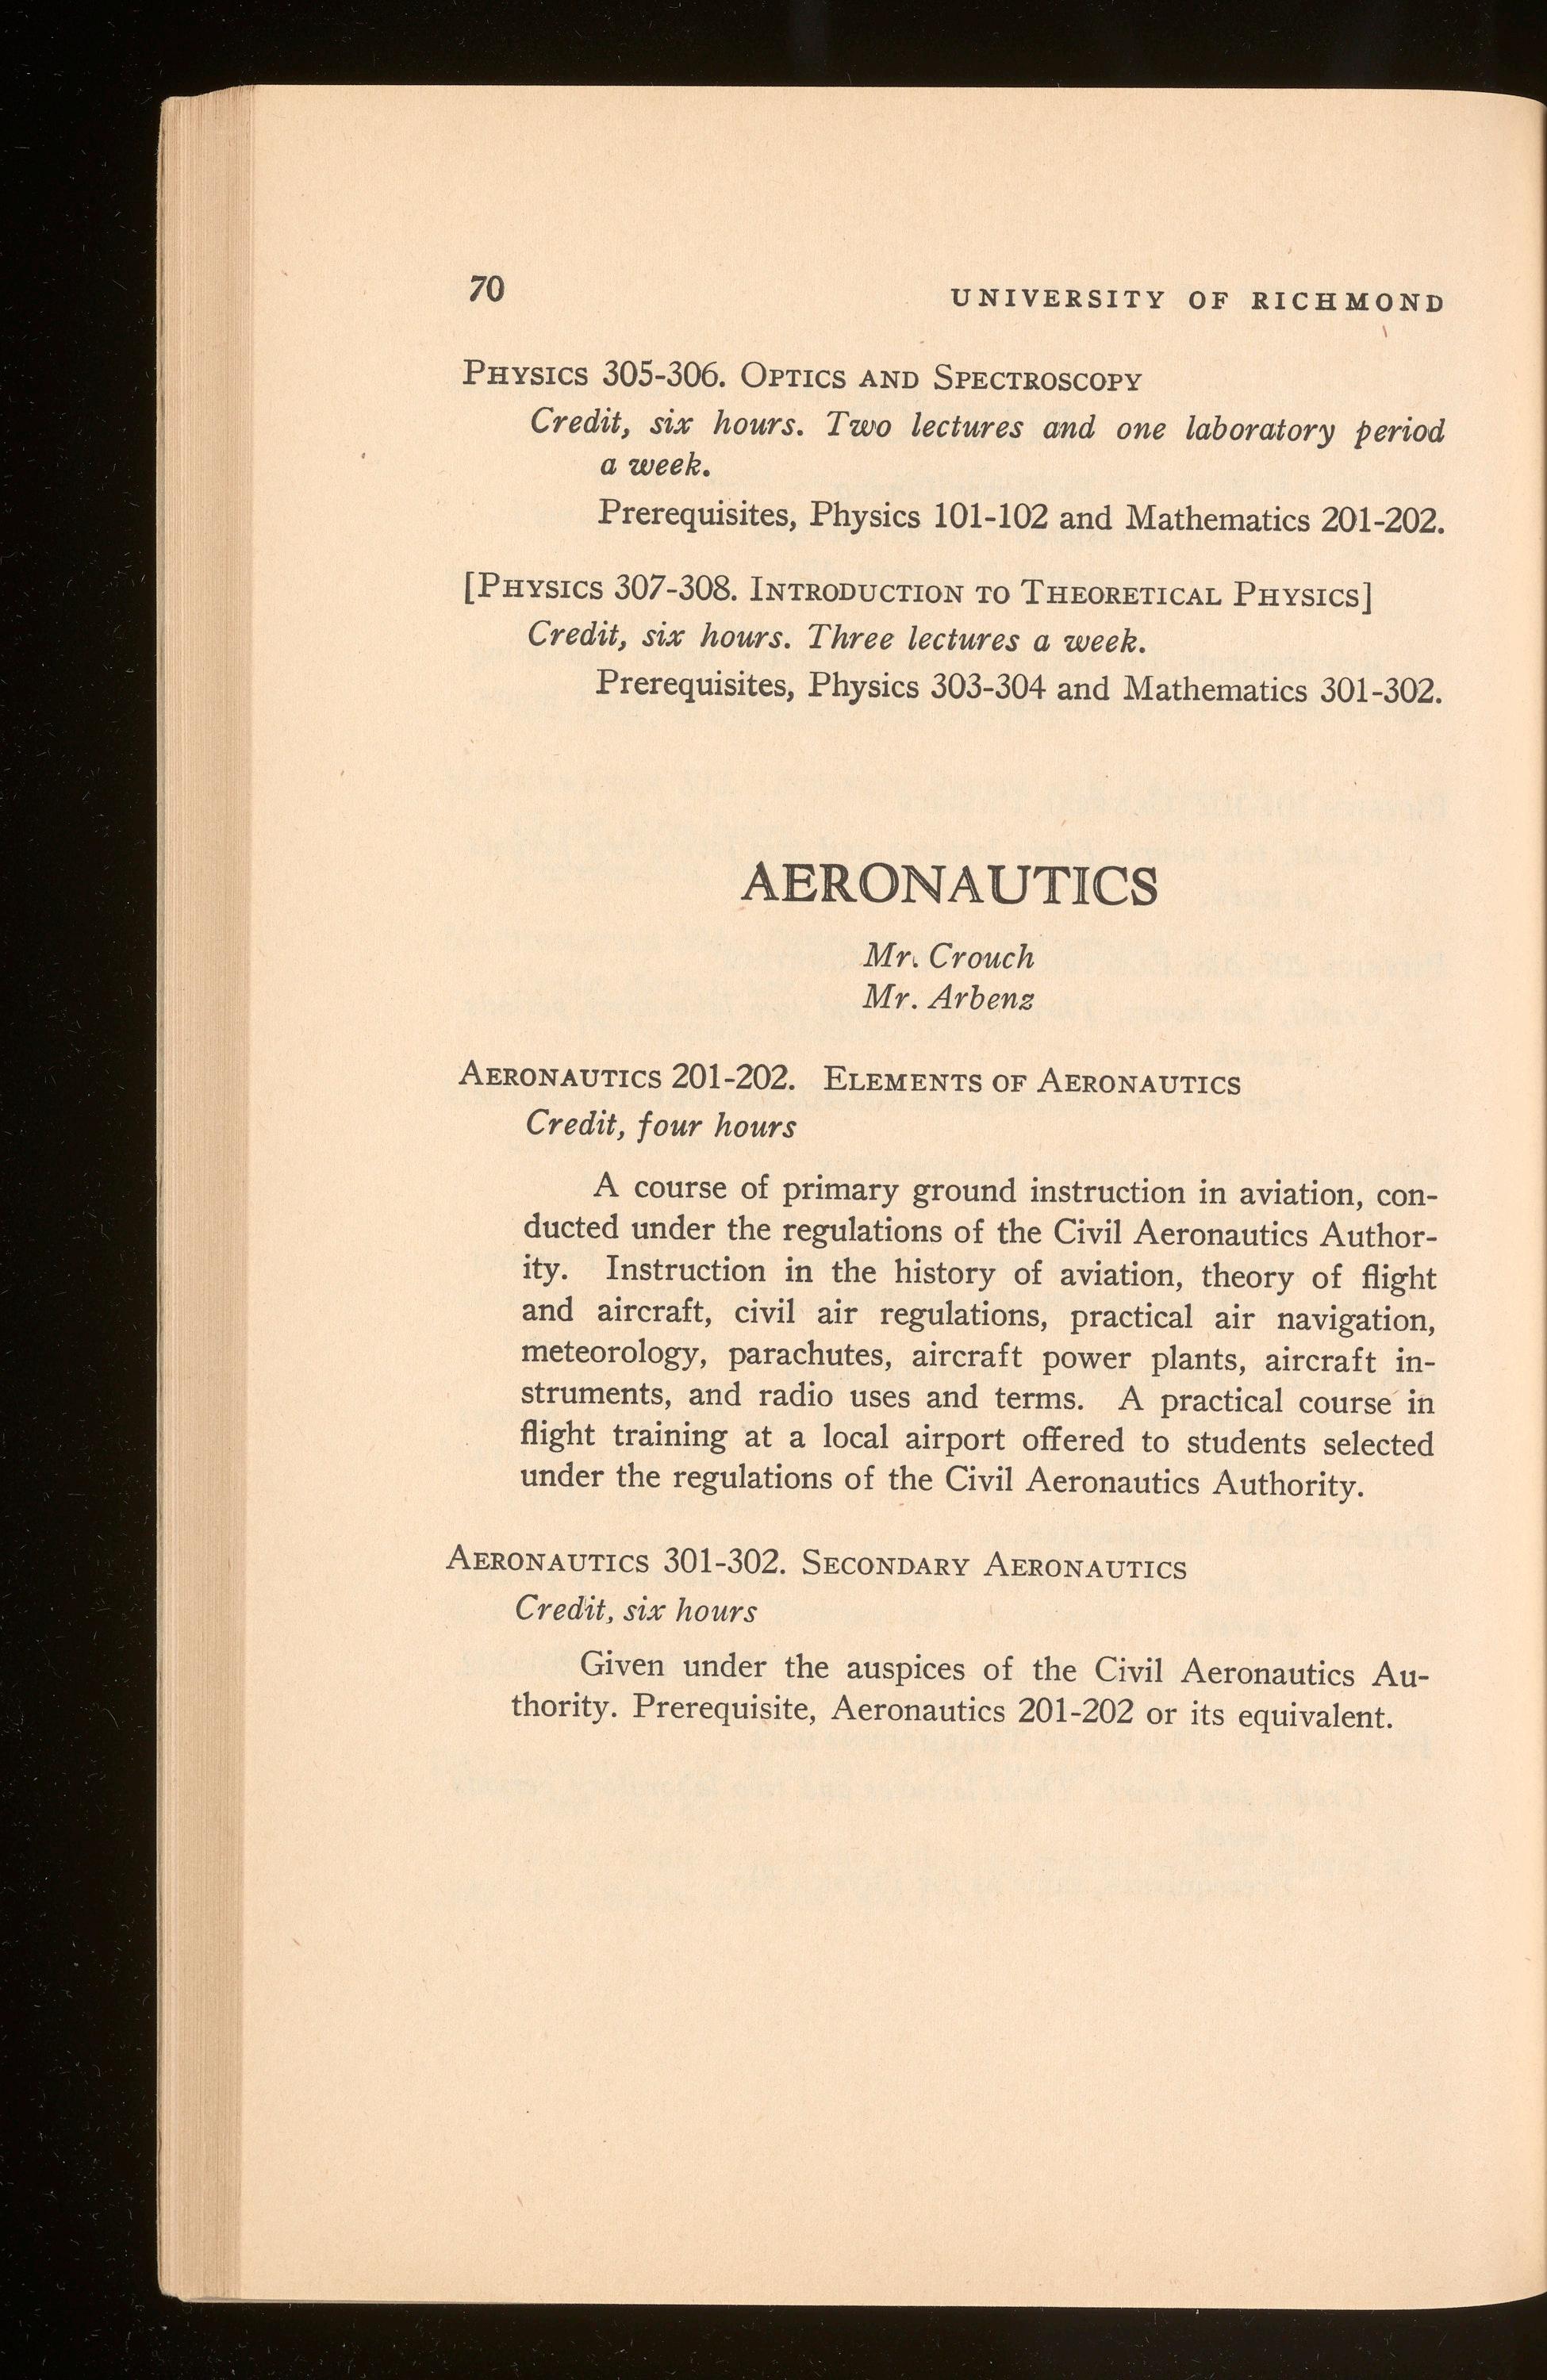 70
UNIVERSITY OF RICHMOND
PHYSICS 305-306. OPTICS AND SPECTROSCOPY
Credit, six hours. Two lectures and one laboratory period
a week.
Prerequisites, Physics 101-102 and Mathematics 201-202.
[PHYSICS 307-308. INTRODUCTION TO THEORETICAL PHYSICS]
Credit, six hours. Three lectures a week.
Prerequisites, Physics 303-304 and Mathematics 301-302.
AERONAUTICS
Mr. Crouch
Mr. Arbenz
AERONAUTICS 201-202. ELEMENTS OF AERONAUTICS
Credit, four hours
A course of primary ground instruction in aviation, con-
ducted under the regulations of the Civil Aeronautics Author-
ity. Instruction in the history of aviation, theory of flight
and aircraft, civil air regulations, practical air navigation,
meteorology, parachutes, aircraft power plants, aircraft in-
struments, and radio uses and terms. A practical course in
flight training at a local airport offered to students selected
under the regulations of the Civil Aeronautics Authority.
AERONAUTICS 301-302. SECONDARY AERONAUTICS
Credit, six hours
Given under the auspices of the Civil Aeronautics Au-
thority. Prerequisite, Aeronautics 201-202 or its equivalent.